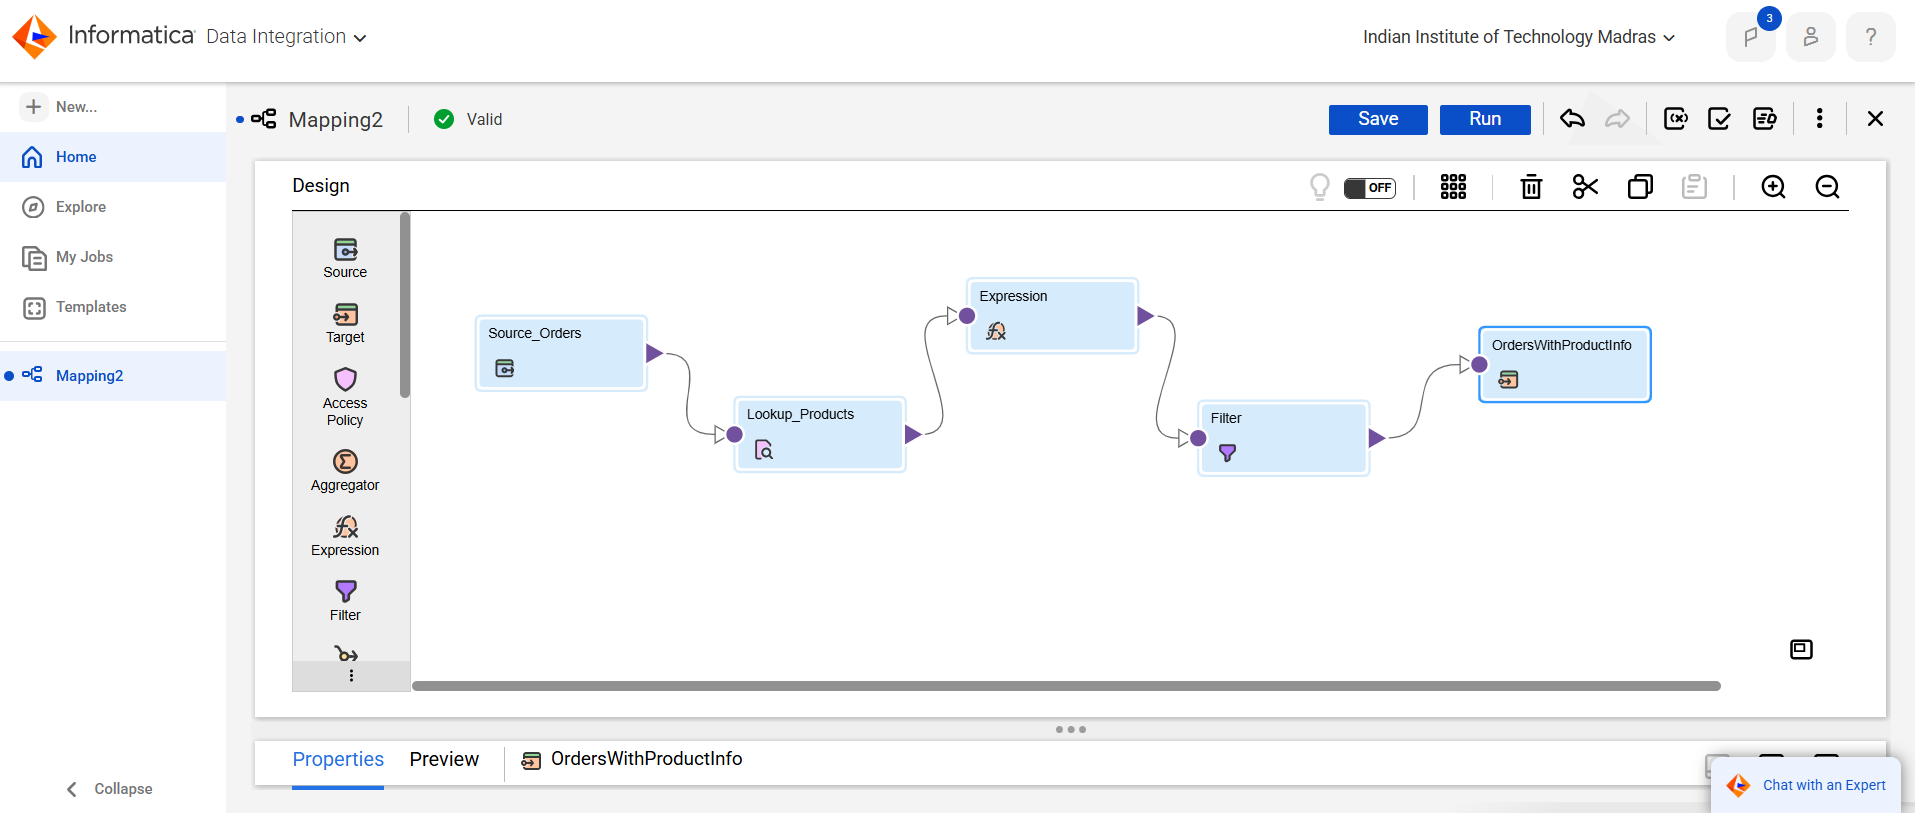 Informatica Data Integration
Indian Institute of Technology Madras
3
?
New...
Home
Explore
My Jobs
Templates
Mapping2
Collapse
Mapping2
Valid
Save
Run
Design
OFF
Source
Target
Access
Policy
Aggregator
Expression
Filter
Source_Orders
Lookup_Products
Expression
Filter
OrdersWithProductInfo
Properties
Preview
OrdersWithProductInfo
Chat with an Expert